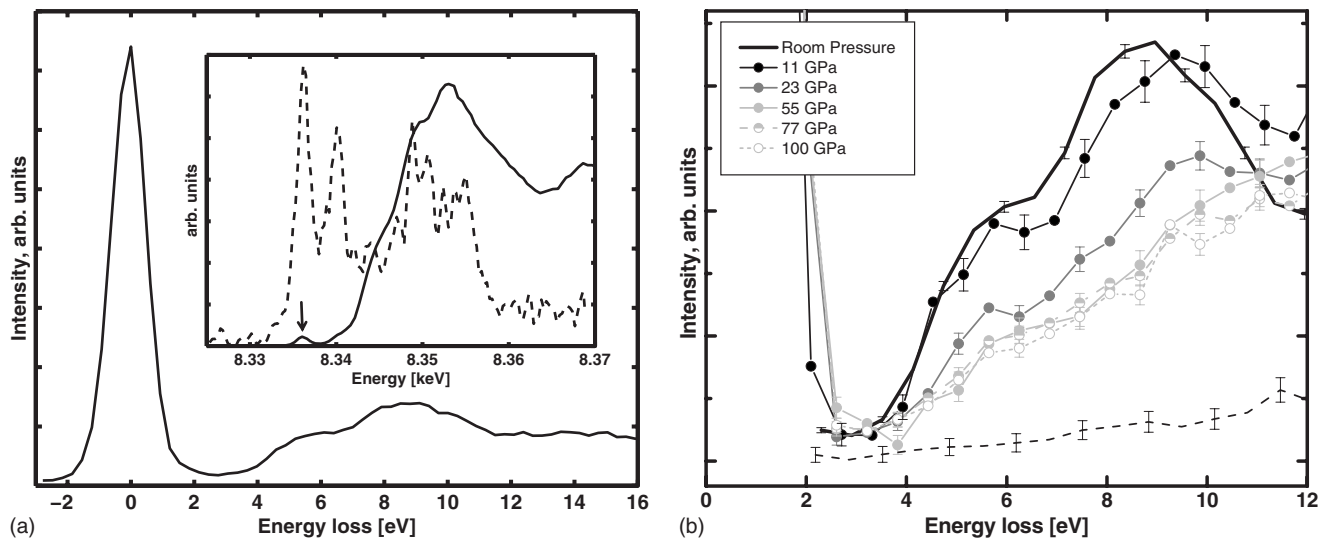 Intensity, arb. units
arb. units
8.33 8.34 8.35 8.36 8.37
Energy [keV]
−2 0 2 4 6 8 10 12 14 16
Energy loss [eV]
(a)
Room Pressure
11 GPa
23 GPa
55 GPa
77 GPa
100 GPa
Intensity, arb. units
0 2 4 6 8 10 12
Energy loss [eV]
(b)